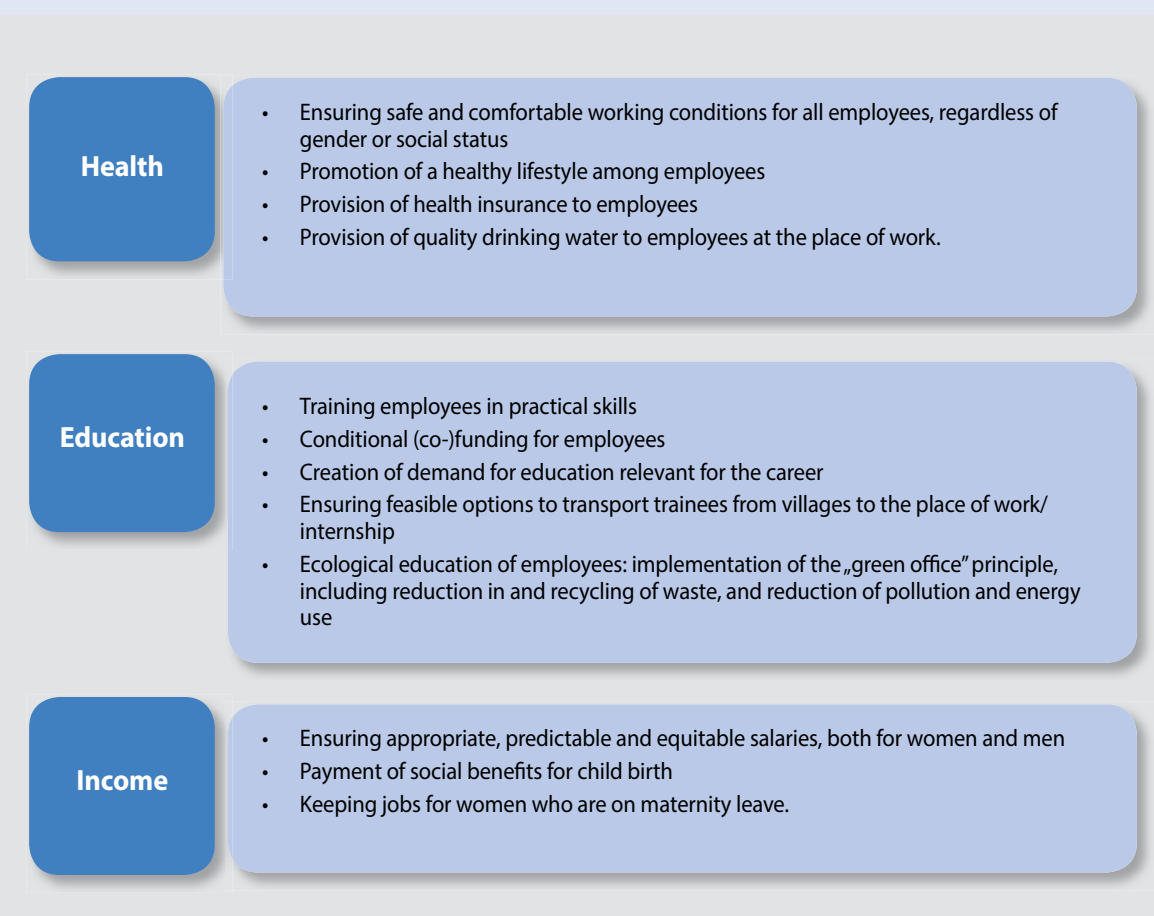 Health
• Ensuring safe and comfortable working conditions for all employees, regardless of
gender or social status
• Promotion of a healthy lifestyle among employees
• Provision of health insurance to employees
• Provision of quality drinking water to employees at the place of work.
Education
• Training employees in practical skills
• Conditional (co-)funding for employees
• Creation of demand for education relevant for the career
• Ensuring feasible options to transport trainees from villages to the place of work/
internship
• Ecological education of employees: implementation of the „green office” principle,
including reduction in and recycling of waste, and reduction of pollution and energy
use
Income
• Ensuring appropriate, predictable and equitable salaries, both for women and men
• Payment of social benefits for child birth
• Keeping jobs for women who are on maternity leave.